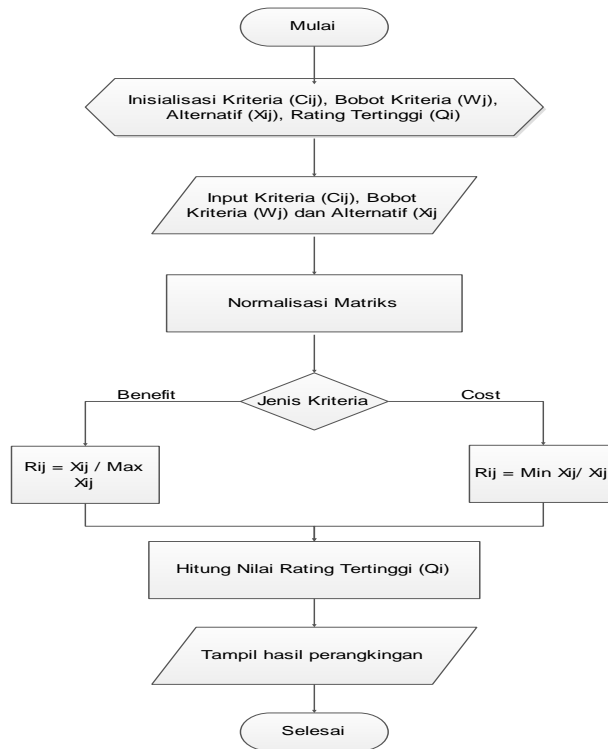 Mulai
Inisialisasi Kriteria (Cij), Bobot Kriteria (Wj),
Alternatif (Xij), Rating Tertinggi (Qi)
Input Kriteria (Cij), Bobot
Kriteria (Wj) dan Alternatif (Xij
Normalisasi Matriks
Jenis Kriteria
Benefit
Cost
Rij = Xij / Max
Xij
Rij = Min Xij/ Xij
Hitung Nilai Rating Tertinggi (Qi)
Tampil hasil perangkingan
Selesai